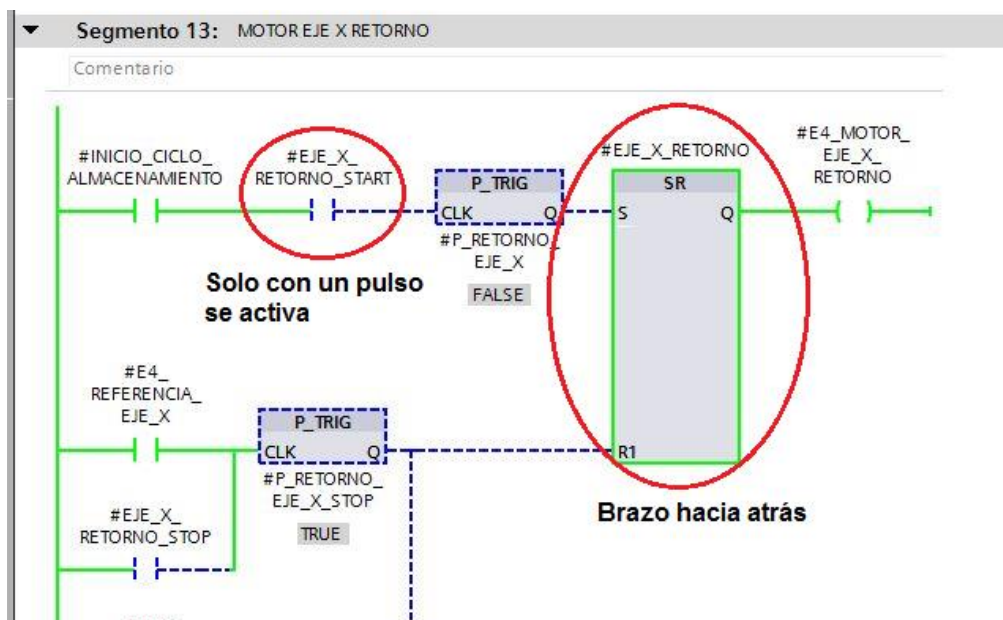 Segmento 13: MOTOR EJE X RETORNO
Comentario
#INICIO_CICLO_
ALMACENAMIENTO
#EJE_X_
RETORNO_START
P_TRIG
CLK Q
#P_RETORNO_
EJE_X
FALSE
#EJE_X_RETORNO
SR
S Q
R1
#E4_MOTOR_
EJE_X_
RETORNO
Solo con un pulso
se activa
#E4_
REFERENCIA_
EJE_X
P_TRIG
CLK Q
#P_RETORNO_
EJE_X_STOP
TRUE
#EJE_X_
RETORNO_STOP
Brazo hacia atrás